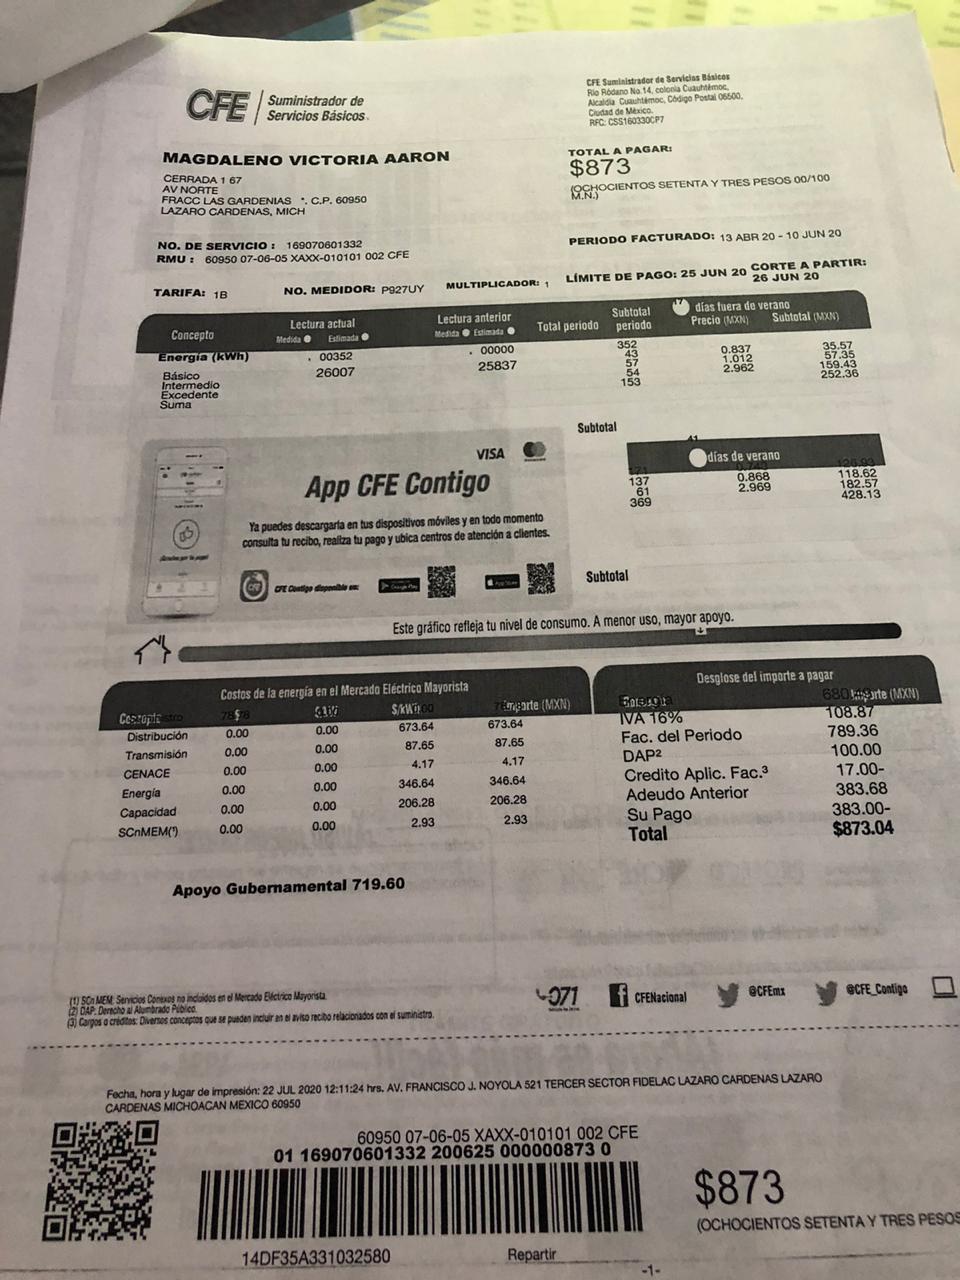 CFE Suministrador de
Servicios Básicos.
CFE Suministrador de Servicios Básicos
Río Ródano No.14, colonia Cuauhtémoc,
Alcaldía Cuauhtémoc, Código Postal 06500,
Ciudad de México.
RFC: CSS160330CP7
MAGDALENO VICTORIA AARON
CERRADA 1 67
AV NORTE
FRACC LAS GARDENIAS *. C.P. 60950
LAZARO CARDENAS, MICH
TOTAL A PAGAR:
$873
(OCHOCIENTOS SETENTA Y TRES PESOS 00/100
M.N.)
NO. DE SERVICIO : 169070601332
RMU : 60950 07-06-05 XAXX-010101 002 CFE
PERIODO FACTURADO: 13 ABR 20 - 10 JUN 20
TARIFA: 1B NO. MEDIDOR: P927UY MULTIPLICADOR: 1 LÍMITE DE PAGO: 25 JUN 20 CORTE A PARTIR:
26 JUN 20
Concepto Lectura actual Medida Estimada Lectura anterior Medida Estimada Total periodo Subtotal periodo 17 días fuera de verano Precio (MXN) Subtotal (MXN)
Energía (kWh) . 00352 . 00000 352
26007 25837
Básico 43 0.837 35.57
Intermedio 57 1.012 57.35
Excedente 54 2.962 159.43
Suma 153 252.36
Subtotal
41
días de verano
171 0.743 126.93
137 0.868 118.62
61 2.969 182.57
369 428.13
Subtotal
VISA
App CFE Contigo
Ya puedes descargarla en tus dispositivos móviles y en todo momento
consulta tu recibo, realiza tu pago y ubica centros de atención a clientes.
CFE Contigo disponible en: Google Play App Store
Este gráfico refleja tu nivel de consumo. A menor uso, mayor apoyo.
Costos de la energía en el Mercado Eléctrico Mayorista
Concepto $ $/kWh Importe (MXN)
Distribución 0.00 0.00 673.64 673.64
Transmisión 0.00 0.00 87.65 87.65
CENACE 0.00 0.00 4.17 4.17
Energía 0.00 0.00 346.64 346.64
Capacidad 0.00 0.00 206.28 206.28
SCnMEM(¹) 0.00 0.00 2.93 2.93
Desglose del importe a pagar
Importe (MXN)
Energía
IVA 16% 108.87
Fac. del Periodo 789.36
DAP² 100.00
Credito Aplic. Fac.³ 17.00-
Adeudo Anterior 383.68
Su Pago 383.00-
Total $873.04
Apoyo Gubernamental 719.60
(1) SCnMEM: Servicios Conexos no incluidos en el Mercado Eléctrico Mayorista.
(2) DAP: Derecho al Alumbrado Público.
(3) Cargos o créditos: Diversos conceptos que se pueden incluir en el aviso recibo relacionados con el suministro.
071 CFENacional @CFEmx @CFE_Contigo
Fecha, hora y lugar de impresión: 22 JUL 2020 12:11:24 hrs. AV. FRANCISCO J. NOYOLA 521 TERCER SECTOR FIDELAC LAZARO CARDENAS LAZARO
CARDENAS MICHOACAN MEXICO 60950
60950 07-06-05 XAXX-010101 002 CFE
01 169070601332 200625 000000873 0
$873
(OCHOCIENTOS SETENTA Y TRES PESOS
14DF35A331032580
Repartir
-1-